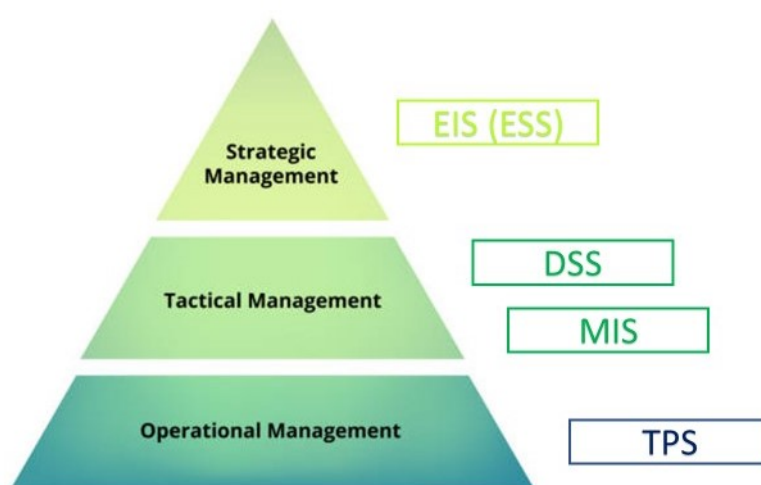 EIS (ESS)
Strategic
Management
DSS
Tactical Management
MIS
Operational Management
TPS